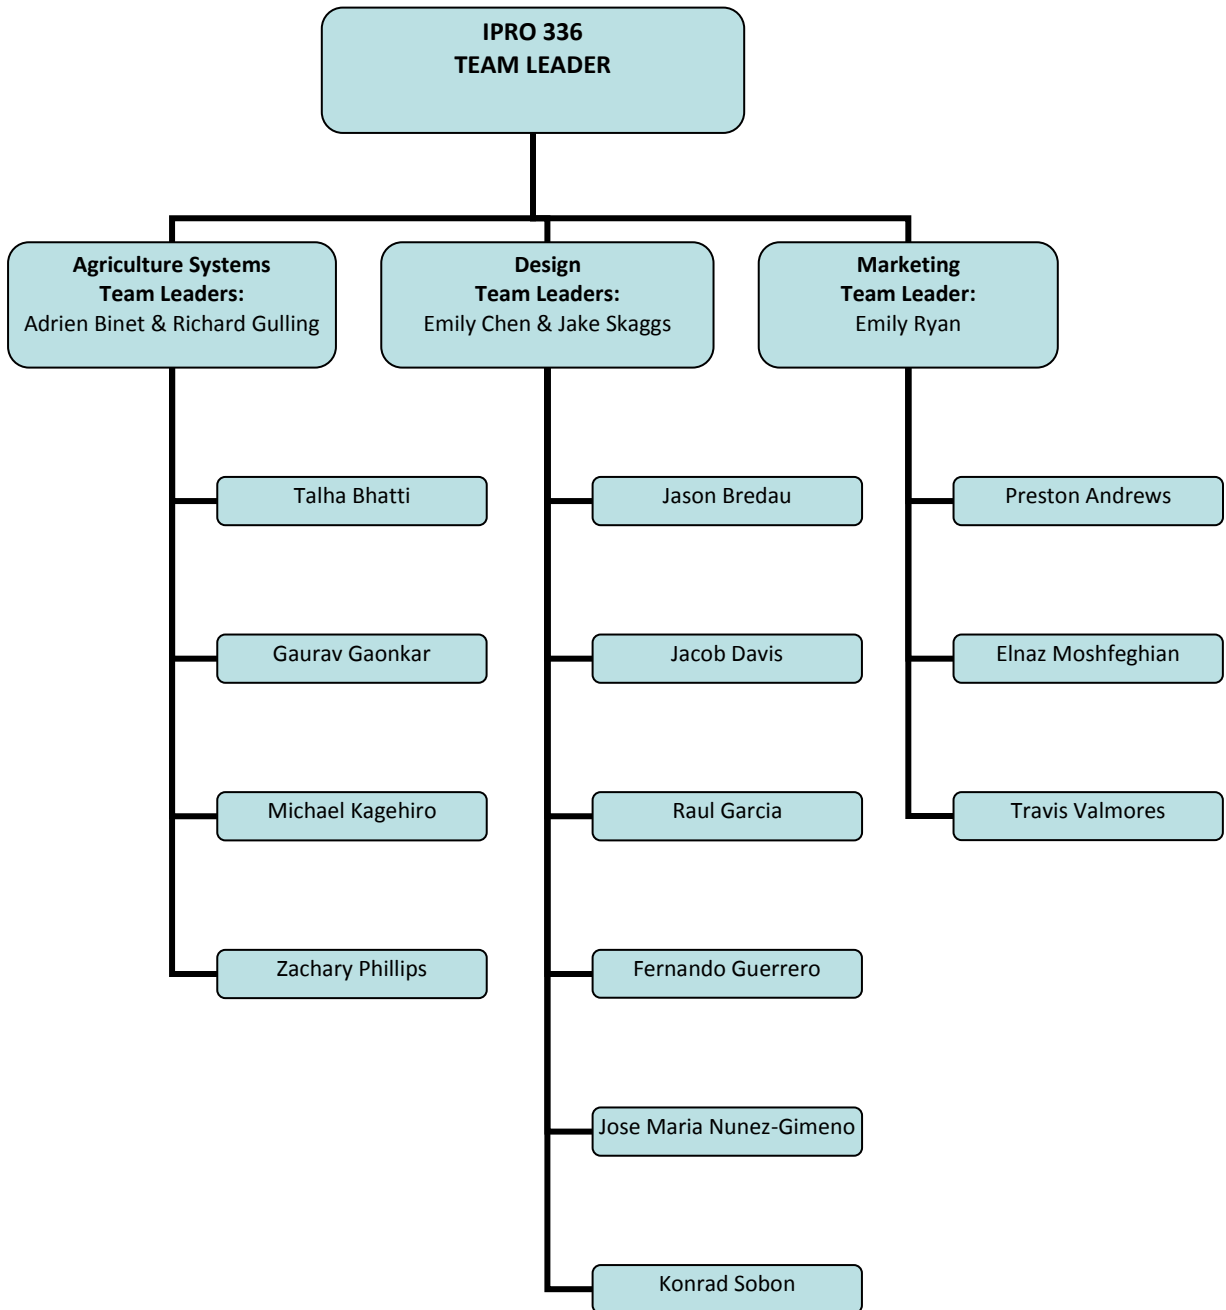 IPRO 336
TEAM LEADER
Agriculture Systems
Team Leaders:
Adrien Binet & Richard Gulling
Design
Team Leaders:
Emily Chen & Jake Skaggs
Marketing
Team Leader:
Emily Ryan
Talha Bhatti
Gaurav Gaonkar
Michael Kagehiro
Zachary Phillips
Jason Bredau
Jacob Davis
Raul Garcia
Fernando Guerrero
Jose Maria Nunez-Gimeno
Konrad Sobon
Preston Andrews
Elnaz Moshfeghian
Travis Valmores